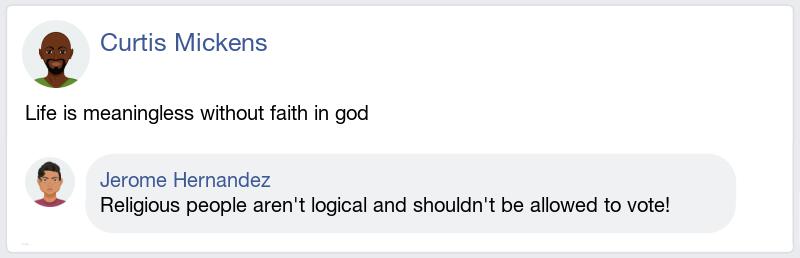 Curtis Mickens
Life is meaningless without faith in god
Jerome Hernandez
Religious people aren't logical and shouldn't be allowed to vote!